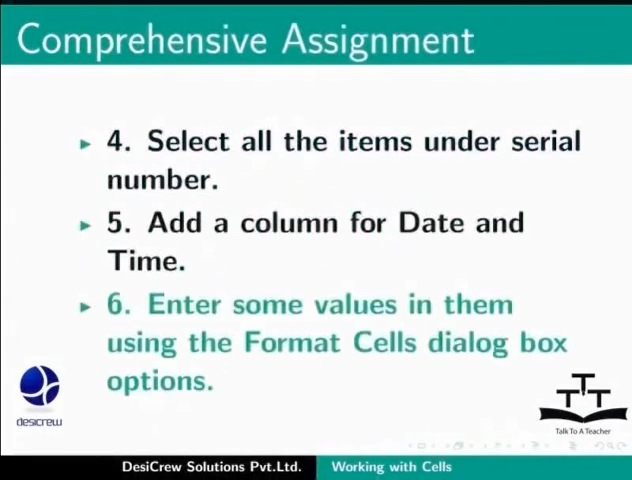 Comprehensive Assignment
4. Select all the items under serial
number.
5. Add a column for Date and
Time.
6. Enter some values in them
using the Format Cells dialog box
options.
desicrew
TTT
Talk To A Teacher
DesiCrew Solutions Pvt.Ltd. Working with Cells